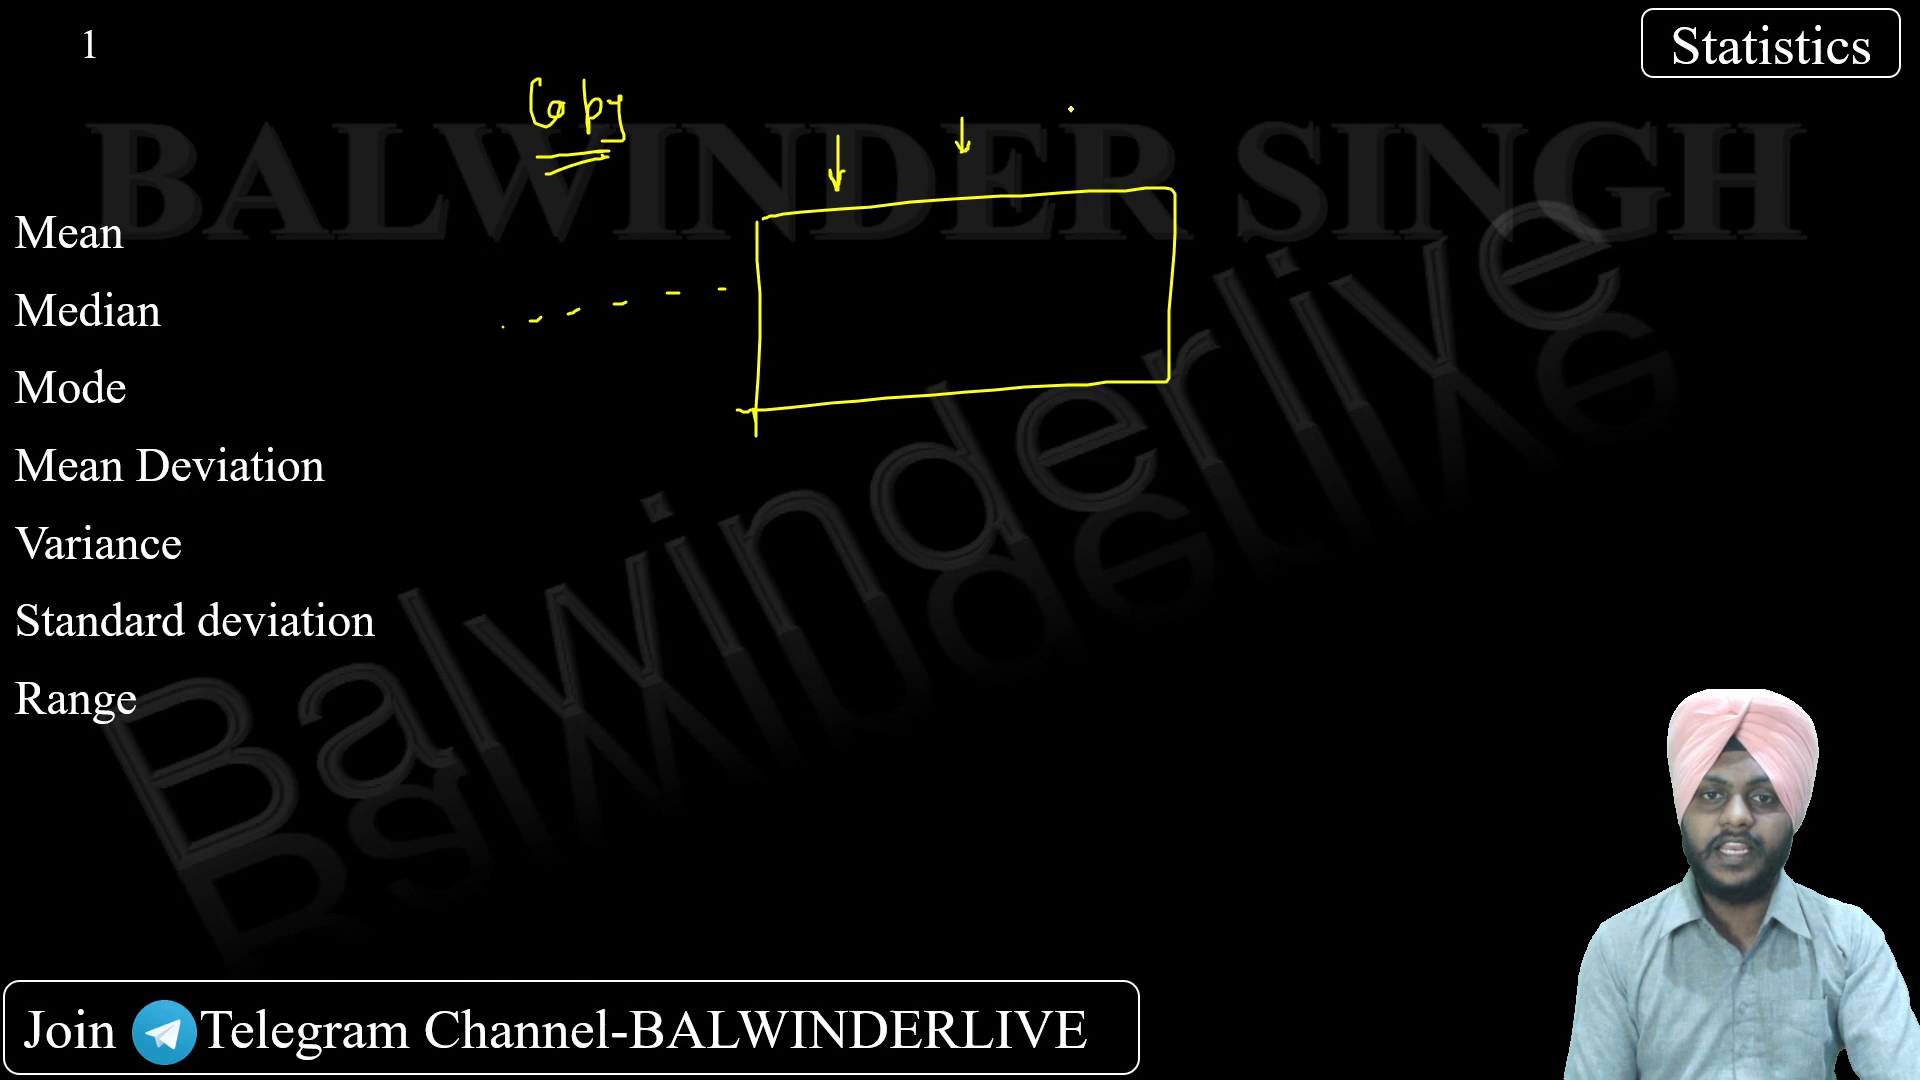 1
Statistics
Copy
BALWINDER SINGH
Mean
Median
Mode
Mean Deviation
Variance
Standard deviation
Range
Balwinderlive
Join Telegram Channel-BALWINDERLIVE